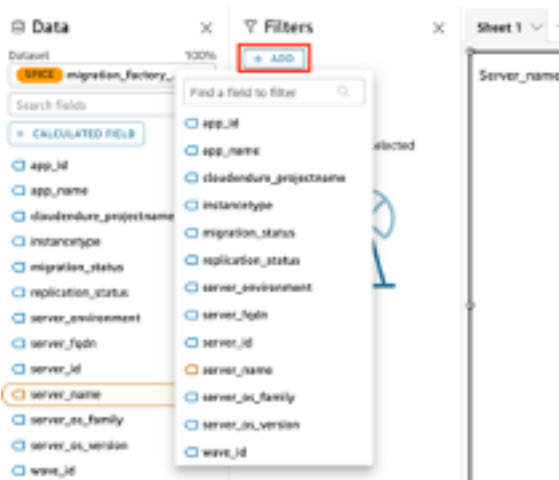 Data
Filters
Sheet 1
Dataset
100%
SPICE migration_factory_...
+ ADD
Server_name
Search fields
Find a field to filter
+ CALCULATED FIELD
app_id
app_name
cloudendure_projectname
instancetype
migration_status
replication_status
server_environment
server_fqdn
server_id
server_name
server_os_family
server_os_version
wave_id
app_id
app_name
cloudendure_projectname
instancetype
migration_status
replication_status
server_environment
server_fqdn
server_id
server_name
server_os_family
server_os_version
wave_id